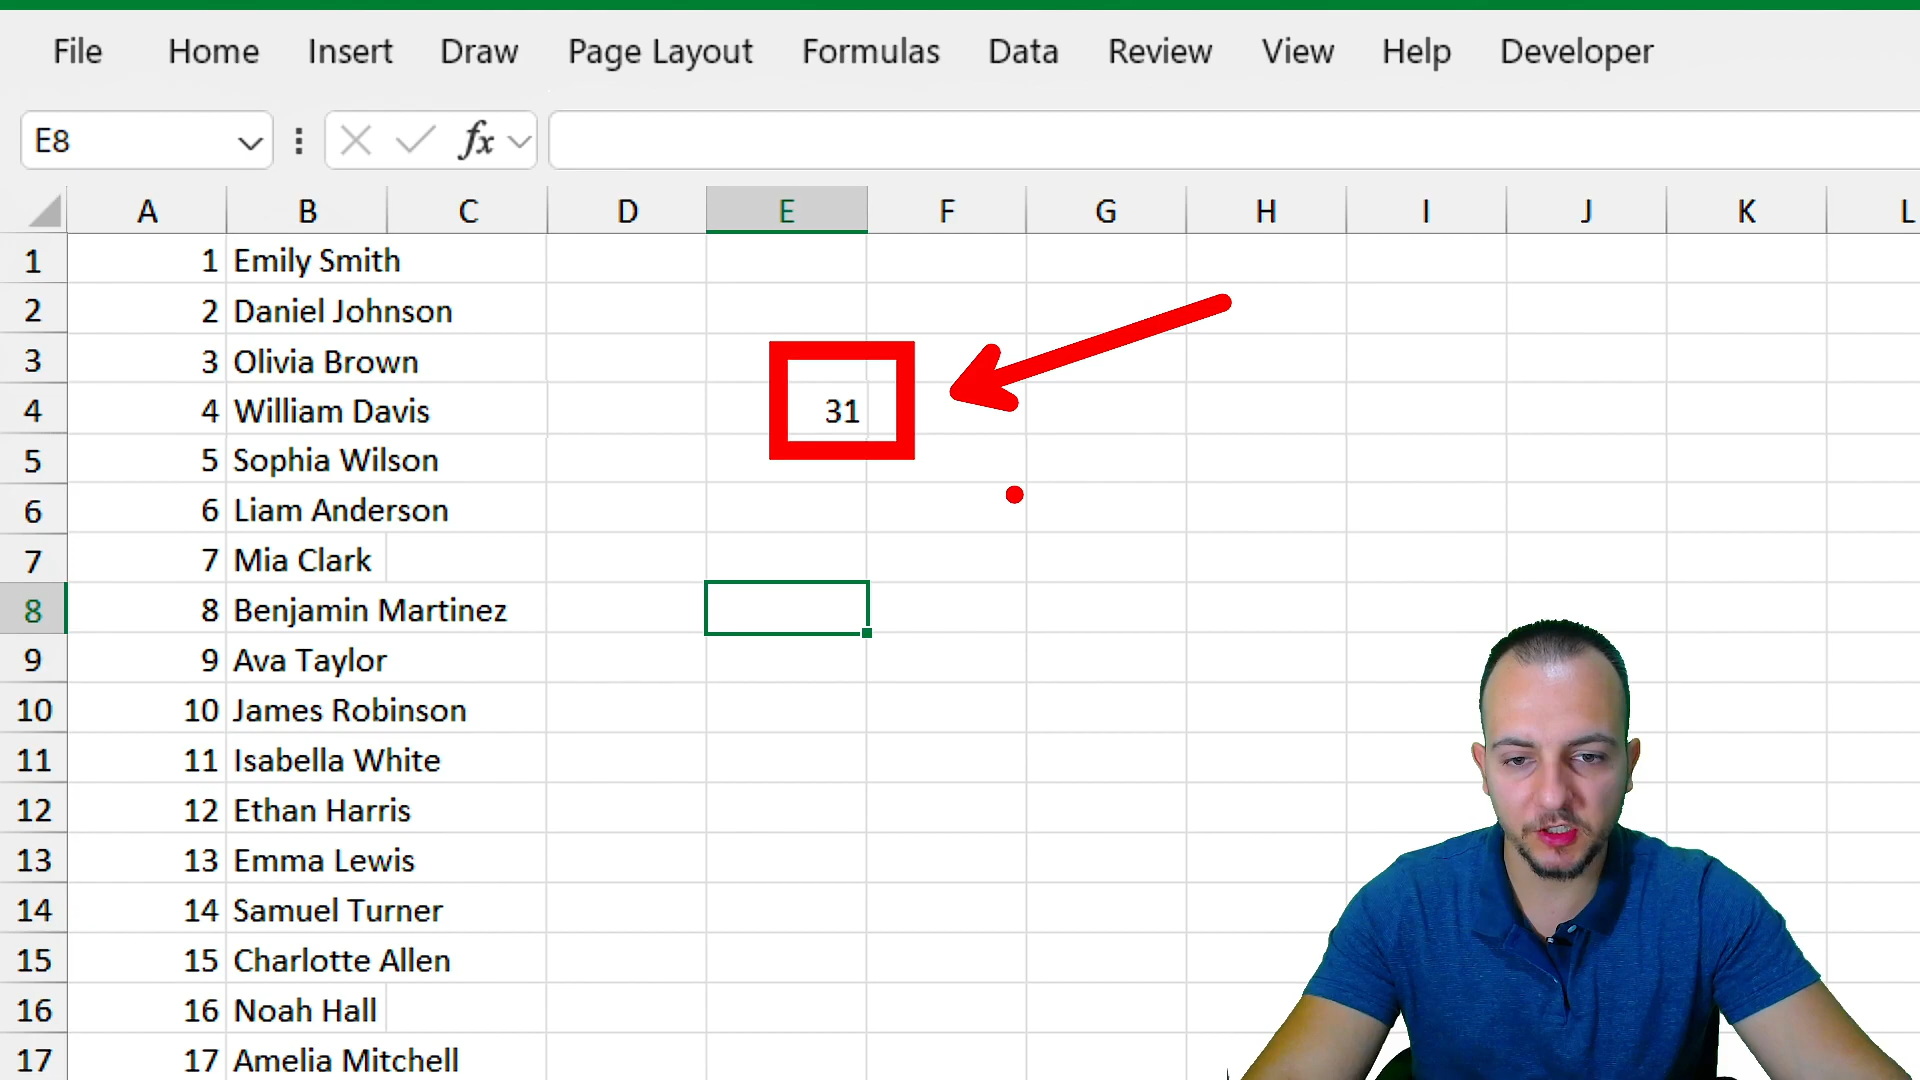 File Home Insert Draw Page Layout Formulas Data Review View Help Developer
E8 fx
A B C D E F G H I J K L
1 1 Emily Smith
2 2 Daniel Johnson
3 3 Olivia Brown
4 4 William Davis 31
5 5 Sophia Wilson
6 6 Liam Anderson
7 7 Mia Clark
8 8 Benjamin Martinez
9 9 Ava Taylor
10 10 James Robinson
11 11 Isabella White
12 12 Ethan Harris
13 13 Emma Lewis
14 14 Samuel Turner
15 15 Charlotte Allen
16 16 Noah Hall
17 17 Amelia Mitchell